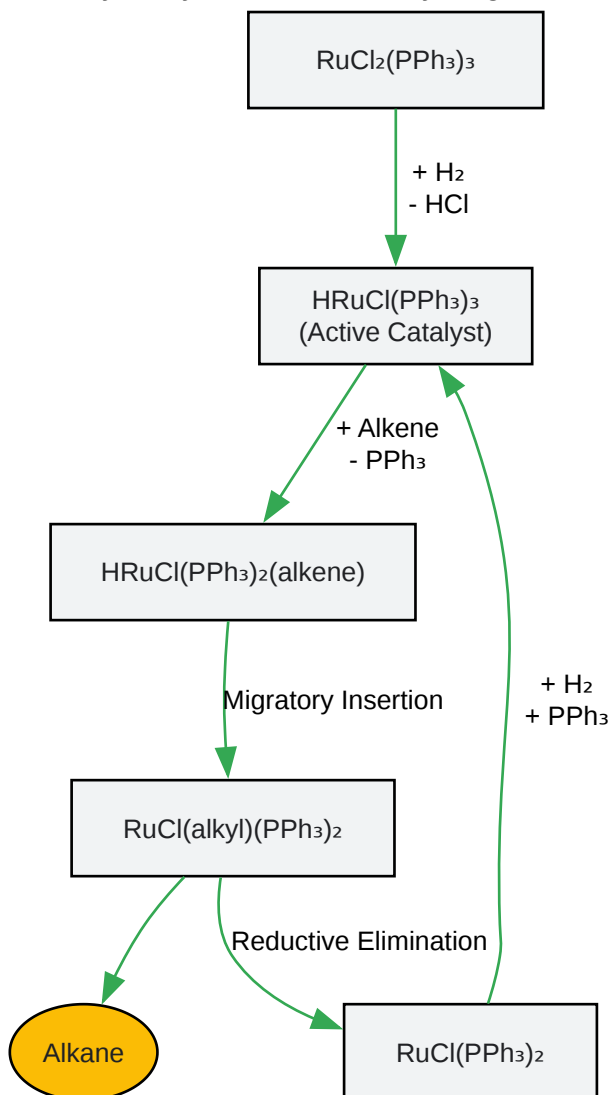 RuCl₂(PPh₃)₃
+ H₂
- HCl
HRuCl(PPh₃)₃
(Active Catalyst)
+ Alkene
- PPh₃
HRuCl(PPh₃)₂(alkene)
+ H₂
+ PPh₃
Migratory Insertion
RuCl(alkyl)(PPh₃)₂
Reductive Elimination
Alkane
RuCl(PPh₃)₂